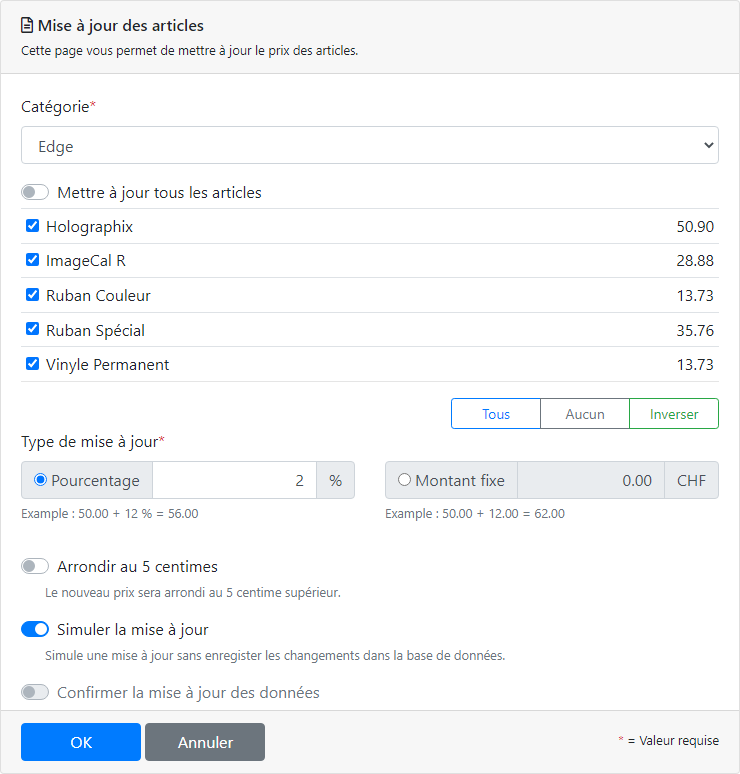 Mise à jour des articles
Cette page vous permet de mettre à jour le prix des articles.
Catégorie*
Edge
Mettre à jour tous les articles
Holographix 50.90
ImageCal R 28.88
Ruban Couleur 13.73
Ruban Spécial 35.76
Vinyle Permanent 13.73
Tous Aucun Inverser
Type de mise à jour*
Pourcentage 2 % Montant fixe 0.00 CHF
Example : 50.00 + 12 % = 56.00 Example : 50.00 + 12.00 = 62.00
Arrondir au 5 centimes
Le nouveau prix sera arrondi au 5 centime supérieur.
Simuler la mise à jour
Simule une mise à jour sans enregister les changements dans la base de données.
Confirmer la mise à jour des données
OK Annuler * = Valeur requise